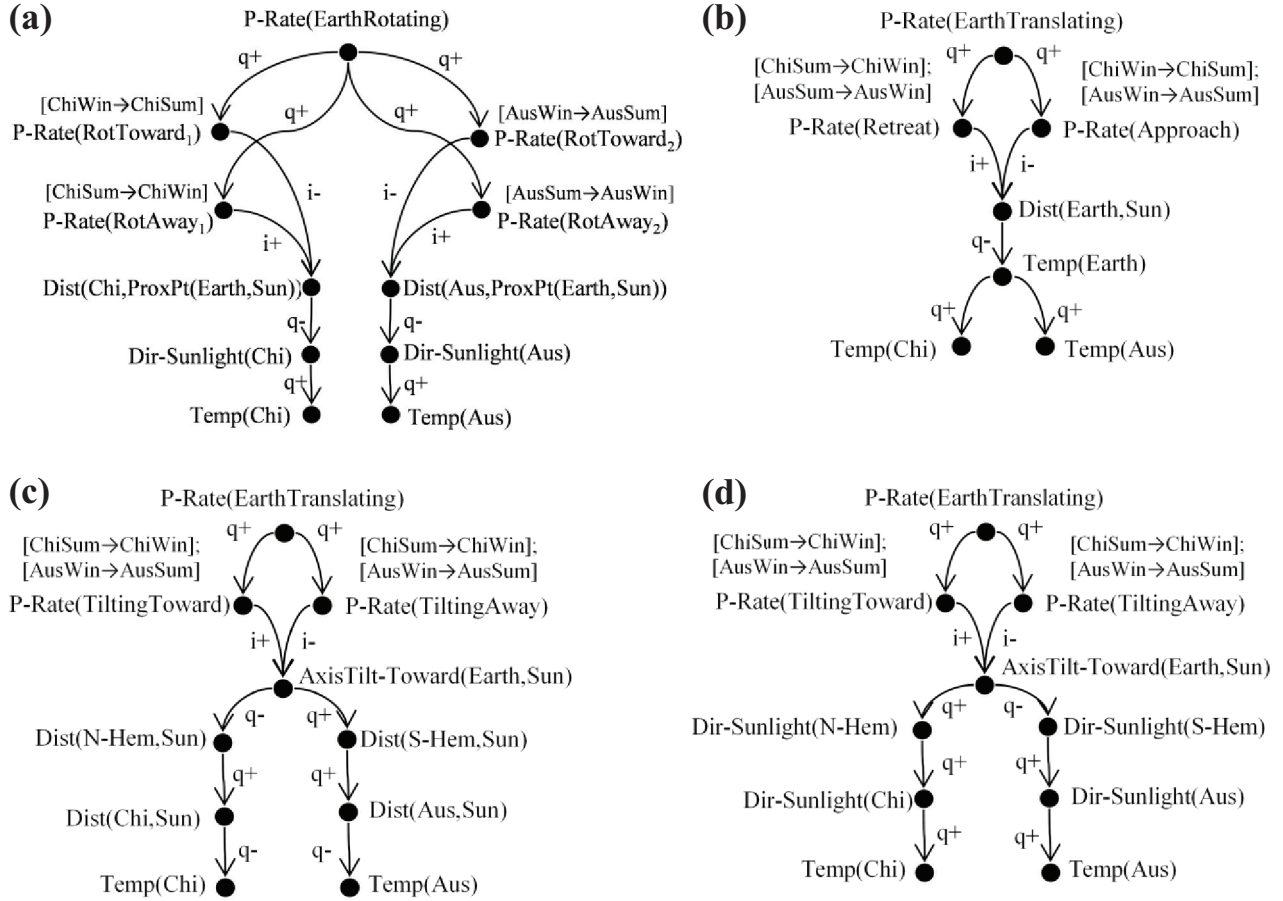 (a)
P-Rate(EarthRotating)
q+
q+
[ChiWin→ChiSum]
P-Rate(RotToward1)
q+
q+
[AusWin→AusSum]
P-Rate(RotToward2)
[ChiSum→ChiWin]
P-Rate(RotAway1)
i-
i-
[AusSum→AusWin]
P-Rate(RotAway2)
i+
i+
Dist(Chi,ProxPt(Earth,Sun))
Dist(Aus,ProxPt(Earth,Sun))
q-
q-
Dir-Sunlight(Chi)
Dir-Sunlight(Aus)
q+
q+
Temp(Chi)
Temp(Aus)
(b)
P-Rate(EarthTranslating)
q+
q+
[ChiSum→ChiWin];
[AusSum→AusWin]
[ChiWin→ChiSum];
[AusWin→AusSum]
P-Rate(Retreat)
P-Rate(Approach)
i+
i-
Dist(Earth,Sun)
q-
Temp(Earth)
q+
q+
Temp(Chi)
Temp(Aus)
(c)
P-Rate(EarthTranslating)
q+
q+
[ChiSum→ChiWin];
[AusWin→AusSum]
[ChiSum→ChiWin];
[AusWin→AusSum]
P-Rate(TiltingToward)
P-Rate(TiltingAway)
i+
i-
AxisTilt-Toward(Earth,Sun)
q-
q+
Dist(N-Hem,Sun)
Dist(S-Hem,Sun)
q+
q+
Dist(Chi,Sun)
Dist(Aus,Sun)
q-
q-
Temp(Chi)
Temp(Aus)
(d)
P-Rate(EarthTranslating)
q+
q+
[ChiSum→ChiWin];
[AusWin→AusSum]
[ChiSum→ChiWin];
[AusWin→AusSum]
P-Rate(TiltingToward)
P-Rate(TiltingAway)
i+
i-
AxisTilt-Toward(Earth,Sun)
q+
q-
Dir-Sunlight(N-Hem)
Dir-Sunlight(S-Hem)
q+
q+
Dir-Sunlight(Chi)
Dir-Sunlight(Aus)
q+
q+
Temp(Chi)
Temp(Aus)